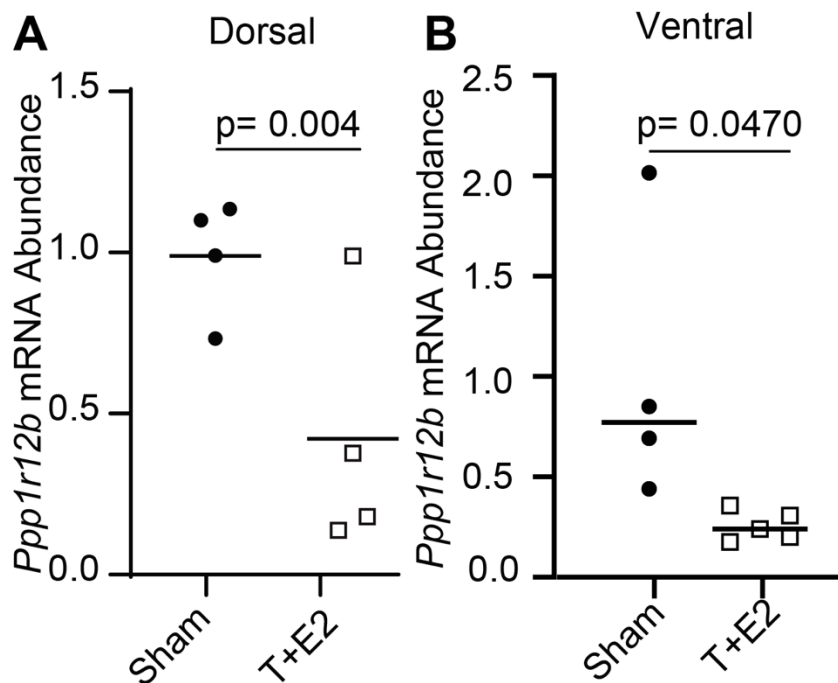 A
Dorsal
Ppp1r12b mRNA Abundance
1.5
1.0
0.5
0.0
p= 0.004
Sham
T+E2
B
Ventral
Ppp1r12b mRNA Abundance
2.5
2.0
1.5
1.0
0.5
0.0
p= 0.0470
Sham
T+E2